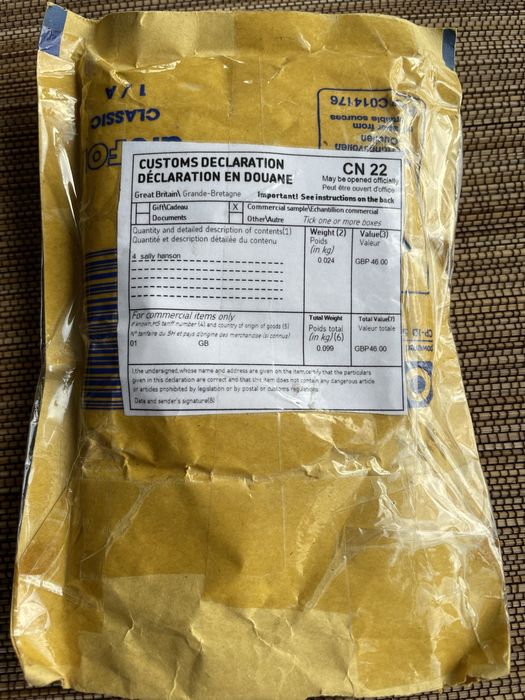 CLASSIC
1 / A
C014176
CUSTOMS DECLARATION
DÉCLARATION EN DOUANE
CN 22
May be opened officially
Peut être ouvert d'office
Great Britain\ Grande-Bretagne
Important! See instructions on the back
Gift\Cadeau
X
Commercial sample\Echantillion commercial
Documents
Other\Autre
Tick one or more boxes
Quantity and detailed description of contents(1)
Quantité et description détailée du contenu
Weight (2)
Poids
(in kg)
Value(3)
Valeur
4 sally hanson
0.024
GBP 46.00
For commercial items only
If known,HS tariff number (4) and country of origin of goods (5)
N° tarifaire du SH et pays d'origine des merchandise (si connus)
Total Weight
Poids total
(in kg)(6)
Total Value(7)
Valeur totale
01
GB
0.099
GBP 46.00
I,the undersigned,whose name and address are given on the item,certify that the particulars
given in this declaration are correct and that this item does not contain any dangerous article
or articles prohibited by legislation or by postal or customs regulations.
Date and sender's signature(8)